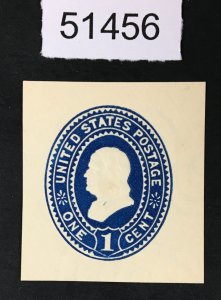 51456
UNITED STATES POSTAGE
ONE 1 CENT